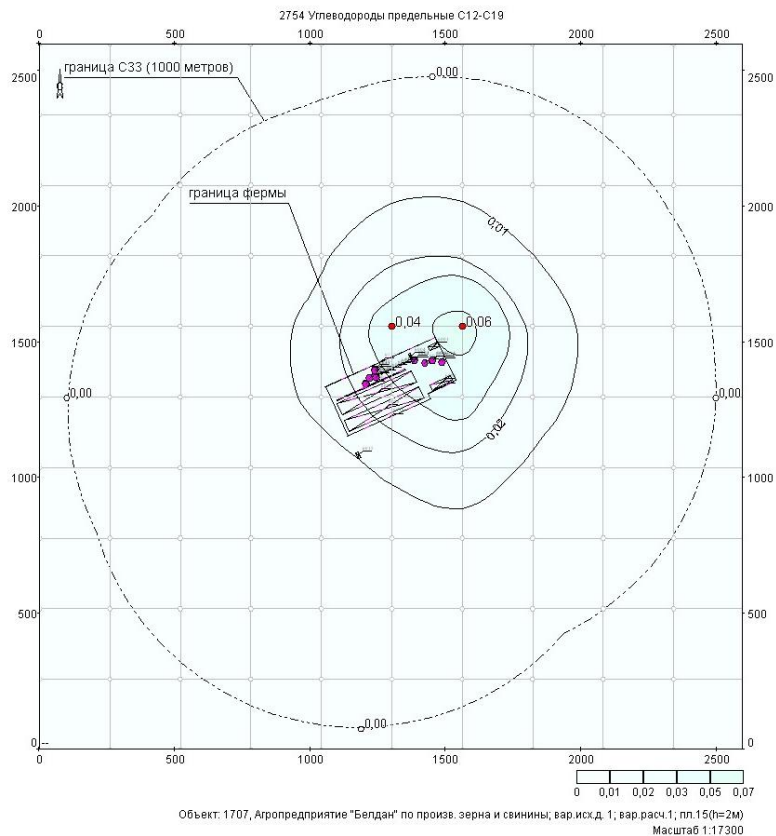 2754 Углеводороды предельные С12-С19
0 500 1000 1500 2000 2500
2500 2500
граница СЗЗ (1000 метров)
0,00
граница фермы
2000 2000
0,01
0,04 0,06
1500 1500
0,00 0,00
0,02
1000 1000
500 500
0,00
0 0
0 500 1000 1500 2000 2500
0 0,01 0,02 0,03 0,05 0,07
Объект: 1707, Агропредприятие "Белдан" по произв. зерна и свинины; вар.исх.д. 1; вар.расч.1; пл.15(h=2м)
Масштаб 1:17300